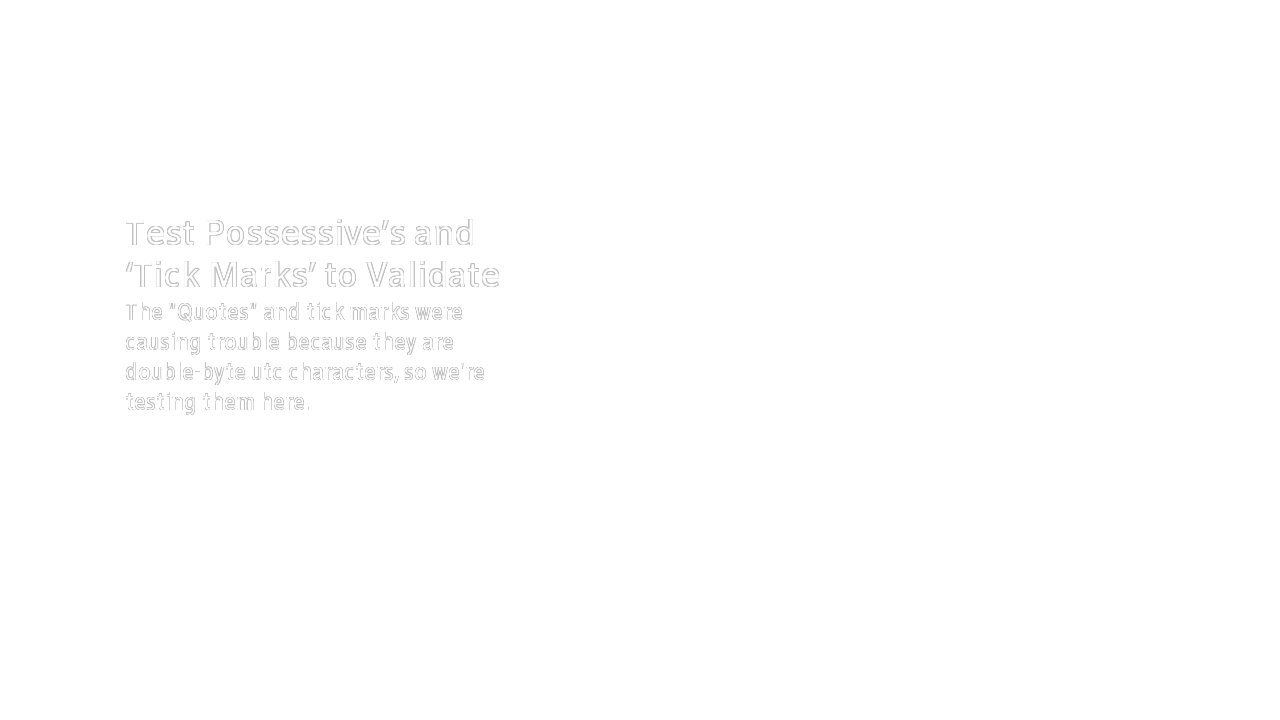 Test Possessive’s and
‘Tick Marks’ to Validate
The "Quotes" and tick marks were
causing trouble because they are
double-byte utc characters, so we're
testing them here.